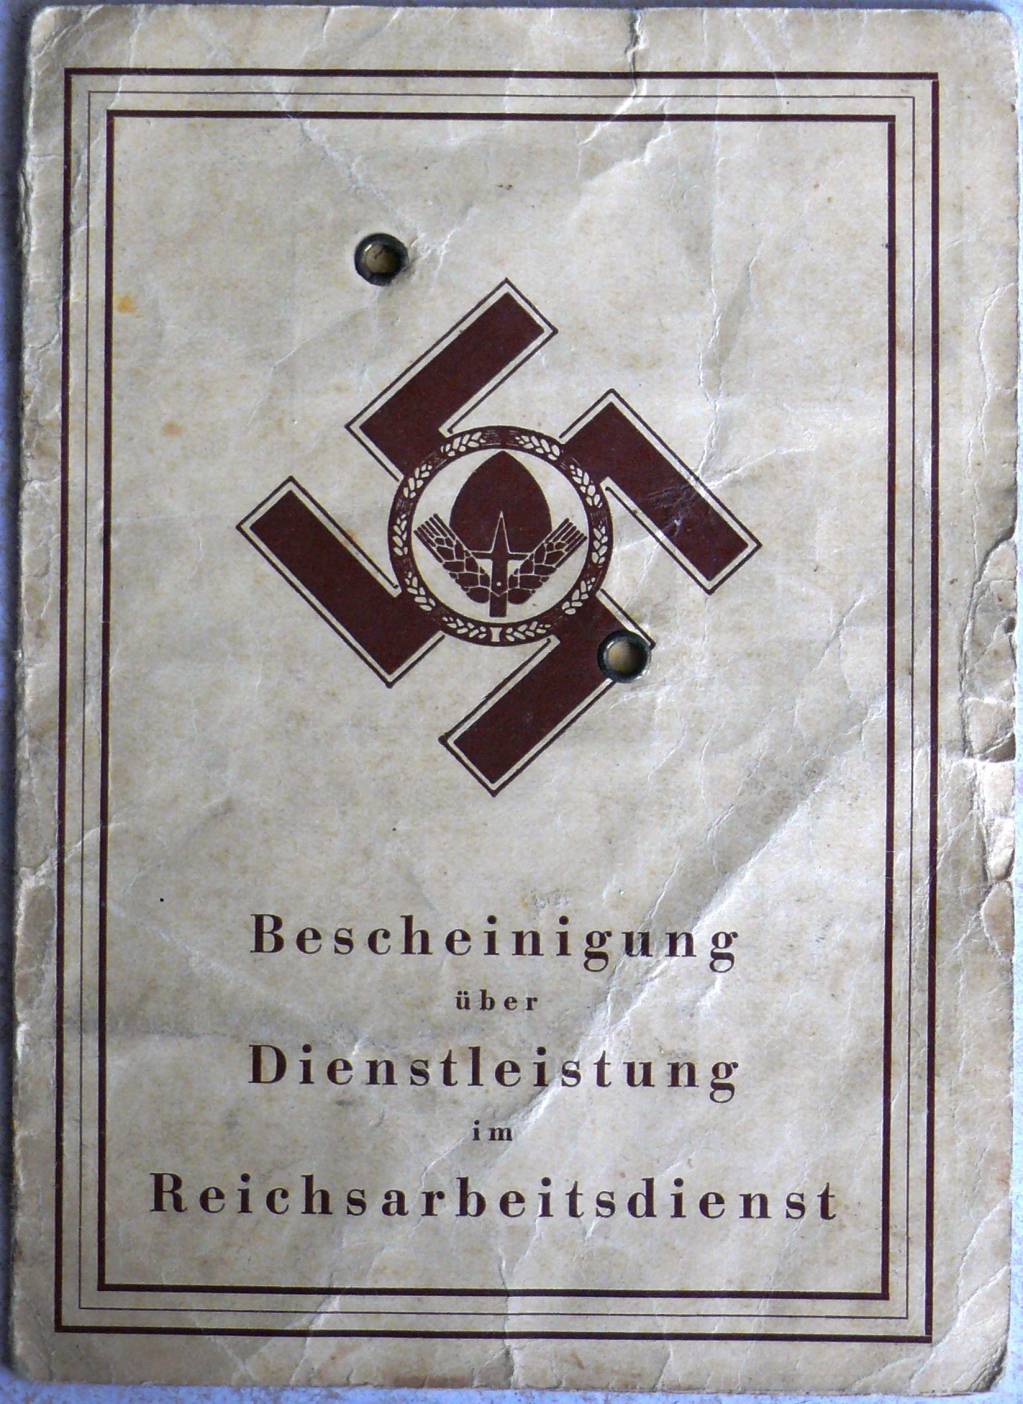 Bescheinigung
über
Dienstleistung
im
Reichsarbeitsdienst